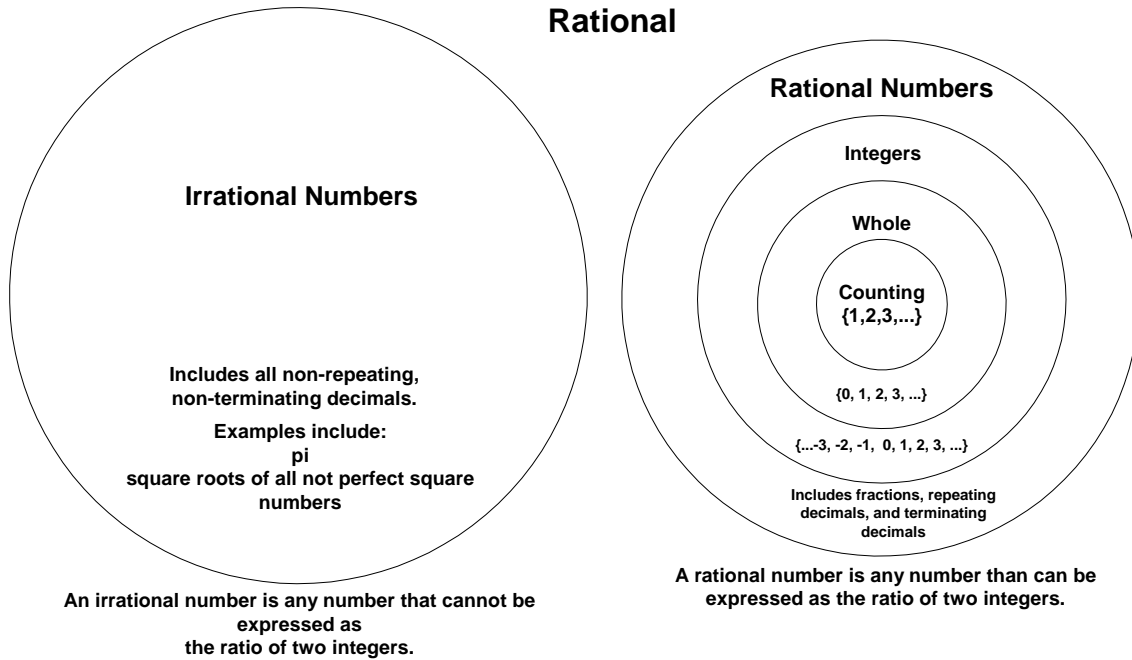 Rational
Irrational Numbers
Includes all non-repeating,
non-terminating decimals.
Examples include:
pi
square roots of all not perfect square
numbers
An irrational number is any number that cannot be
expressed as
the ratio of two integers.
Rational Numbers
Integers
Whole
Counting
{1,2,3,...}
{0, 1, 2, 3, ...}
{...-3, -2, -1, 0, 1, 2, 3, ...}
Includes fractions, repeating
decimals, and terminating
decimals
A rational number is any number than can be
expressed as the ratio of two integers.